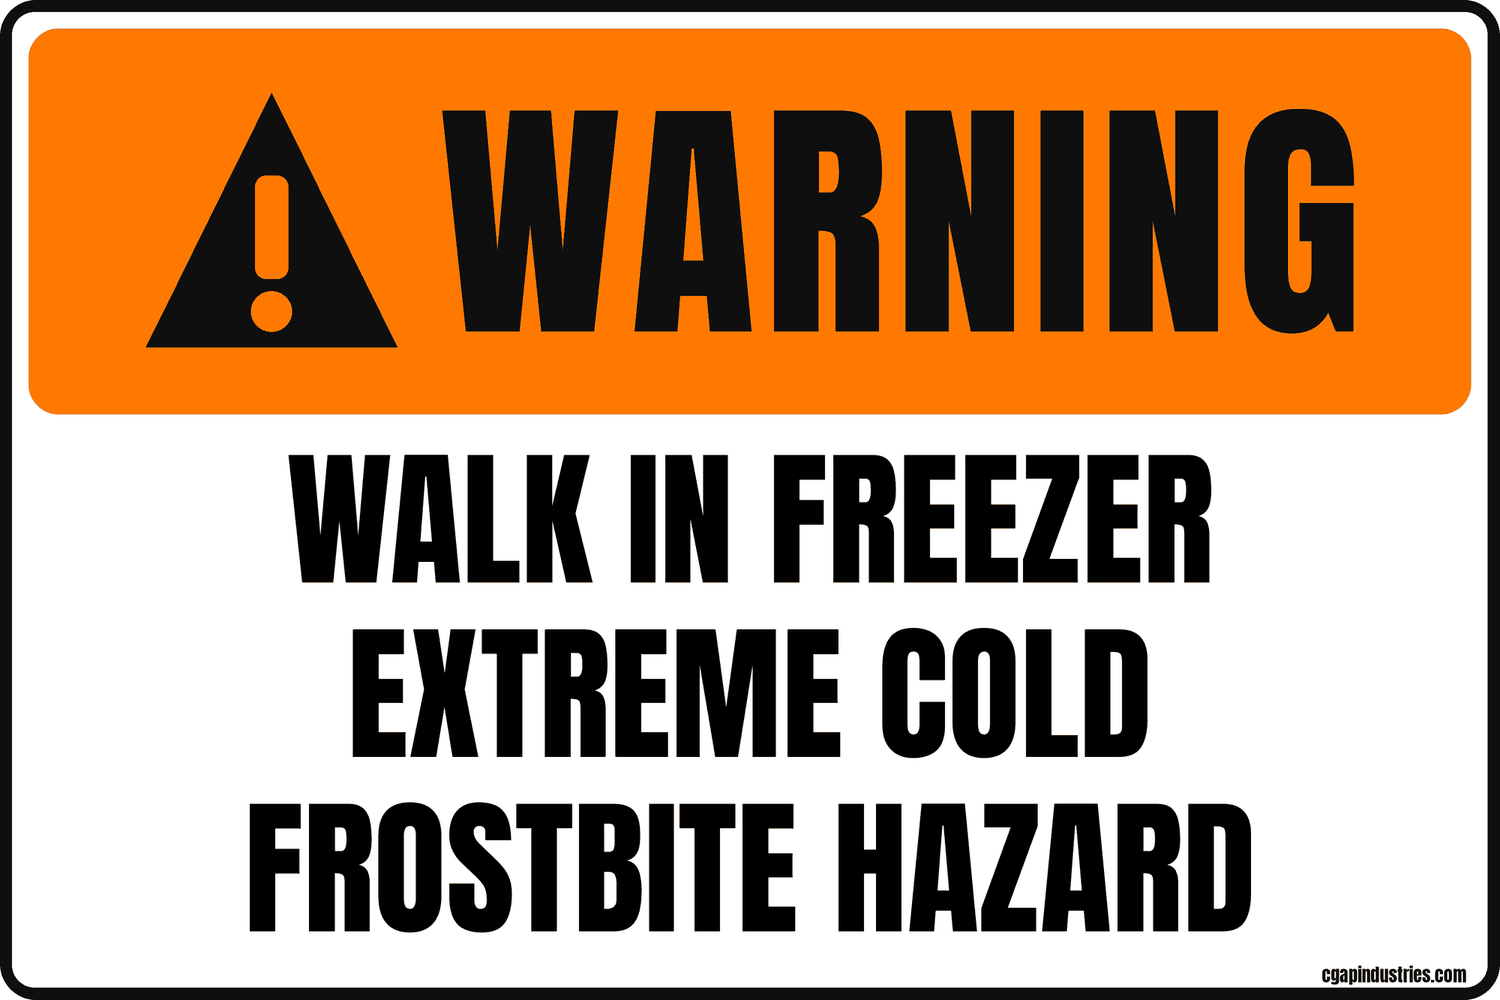 WARNING
WALK IN FREEZER
EXTREME COLD
FROSTBITE HAZARD
cgapindustries.com